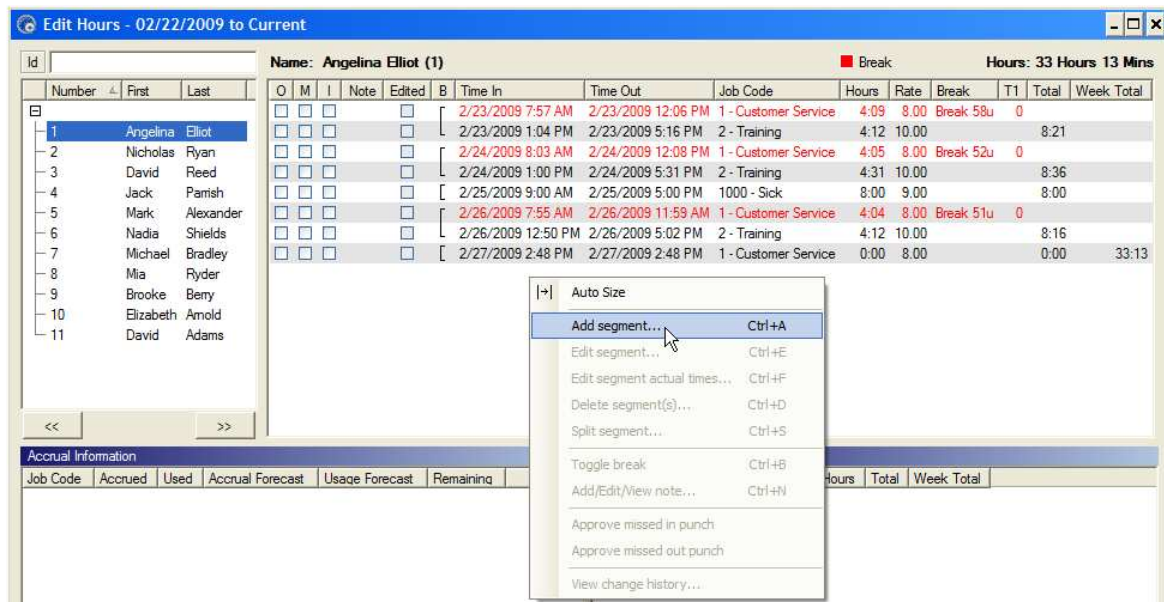 Edit Hours - 02/22/2009 to Current
Id Name: Angelina Elliot (1) Break Hours: 33 Hours 13 Mins
Number First Last
1 Angelina Elliot
2 Nicholas Ryan
3 David Reed
4 Jack Parrish
5 Mark Alexander
6 Nadia Shields
7 Michael Bradley
8 Mia Ryder
9 Brooke Berry
10 Elizabeth Arnold
11 David Adams
<< >>
O M I Note Edited B Time In Time Out Job Code Hours Rate Break T1 Total Week Total
2/23/2009 7:57 AM 2/23/2009 12:06 PM 1 - Customer Service 4:09 8.00 Break 58u 0
2/23/2009 1:04 PM 2/23/2009 5:16 PM 2 - Training 4:12 10.00 8:21
2/24/2009 8:03 AM 2/24/2009 12:08 PM 1 - Customer Service 4:05 8.00 Break 52u 0
2/24/2009 1:00 PM 2/24/2009 5:31 PM 2 - Training 4:31 10.00 8:36
2/25/2009 9:00 AM 2/25/2009 5:00 PM 1000 - Sick 8:00 9.00 8:00
2/26/2009 7:55 AM 2/26/2009 11:59 AM 1 - Customer Service 4:04 8.00 Break 51u 0
2/26/2009 12:50 PM 2/26/2009 5:02 PM 2 - Training 4:12 10.00 8:16
2/27/2009 2:48 PM 2/27/2009 2:48 PM 1 - Customer Service 0:00 8.00 0:00 33:13
Auto Size
Add segment... Ctrl+A
Edit segment... Ctrl+E
Edit segment actual times... Ctrl+F
Delete segment(s)... Ctrl+D
Split segment... Ctrl+S
Toggle break Ctrl+B
Add/Edit/View note... Ctrl+N
Approve missed in punch
Approve missed out punch
View change history...
Accrual Information
Job Code Accrued Used Accrual Forecast Usage Forecast Remaining Hours Total Week Total